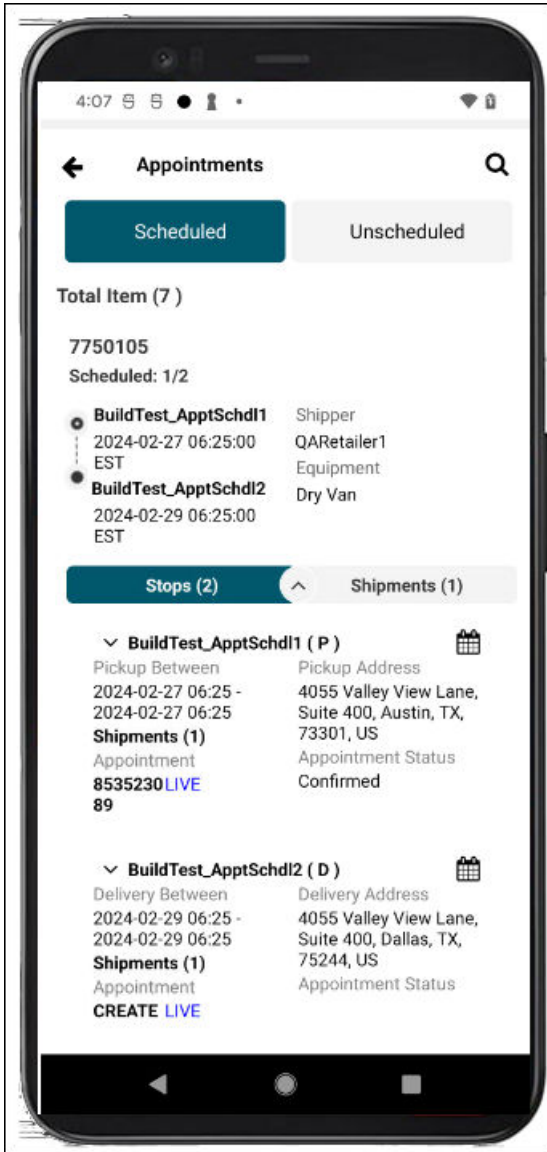 4:07
Appointments
Scheduled
Unscheduled
Total Item (7 )
7750105
Scheduled: 1/2
BuildTest_ApptSchdl1
2024-02-27 06:25:00
EST
BuildTest_ApptSchdl2
2024-02-29 06:25:00
EST
Shipper
QARetailer1
Equipment
Dry Van
Stops (2)
Shipments (1)
BuildTest_ApptSchdl1 ( P )
Pickup Between
2024-02-27 06:25 -
2024-02-27 06:25
Shipments (1)
Appointment
8535230 LIVE
89
Pickup Address
4055 Valley View Lane,
Suite 400, Austin, TX,
73301, US
Appointment Status
Confirmed
BuildTest_ApptSchdl2 ( D )
Delivery Between
2024-02-29 06:25 -
2024-02-29 06:25
Shipments (1)
Appointment
CREATE LIVE
Delivery Address
4055 Valley View Lane,
Suite 400, Dallas, TX,
75244, US
Appointment Status